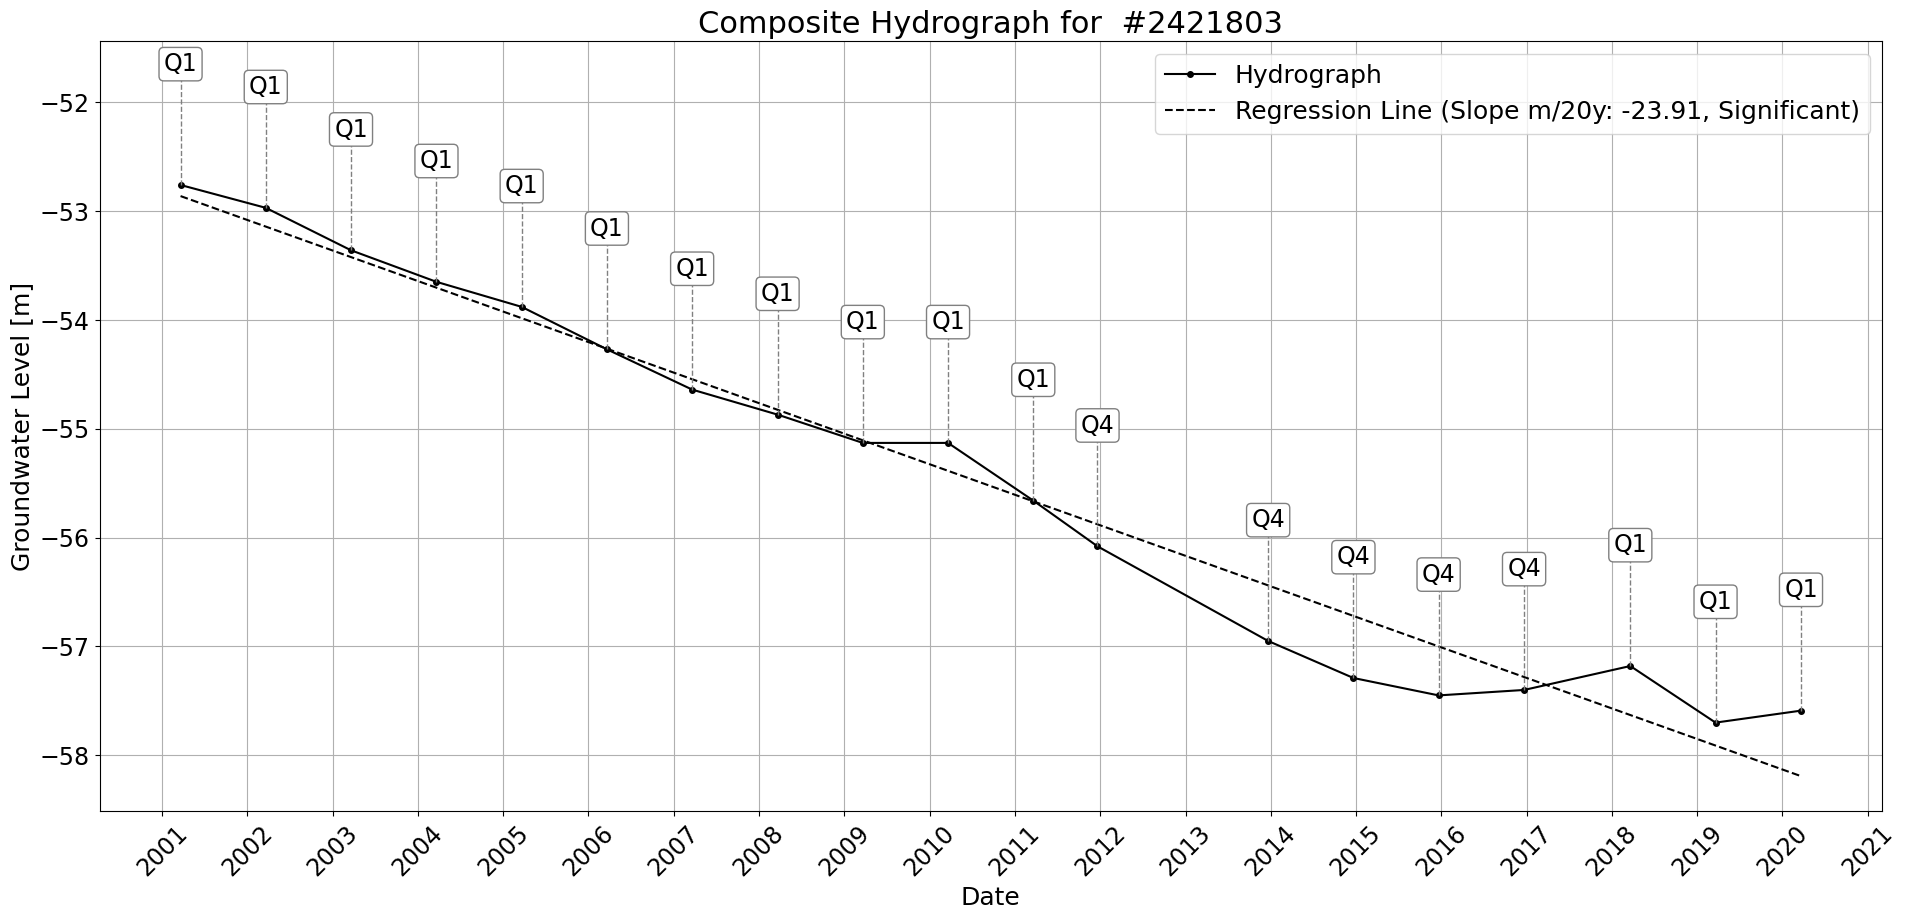 Composite Hydrograph for  #2421803
Hydrograph
Regression Line (Slope m/20y: -23.91, Significant)
Q1
Q1
Q1
Q1
Q1
Q1
Q1
Q1
Q1
Q1
Q1
Q4
Q4
Q4
Q4
Q4
Q1
Q1
Q1
Groundwater Level [m]
−52
−53
−54
−55
−56
−57
−58
2001
2002
2003
2004
2005
2006
2007
2008
2009
2010
2011
2012
2013
2014
2015
2016
2017
2018
2019
2020
2021
Date